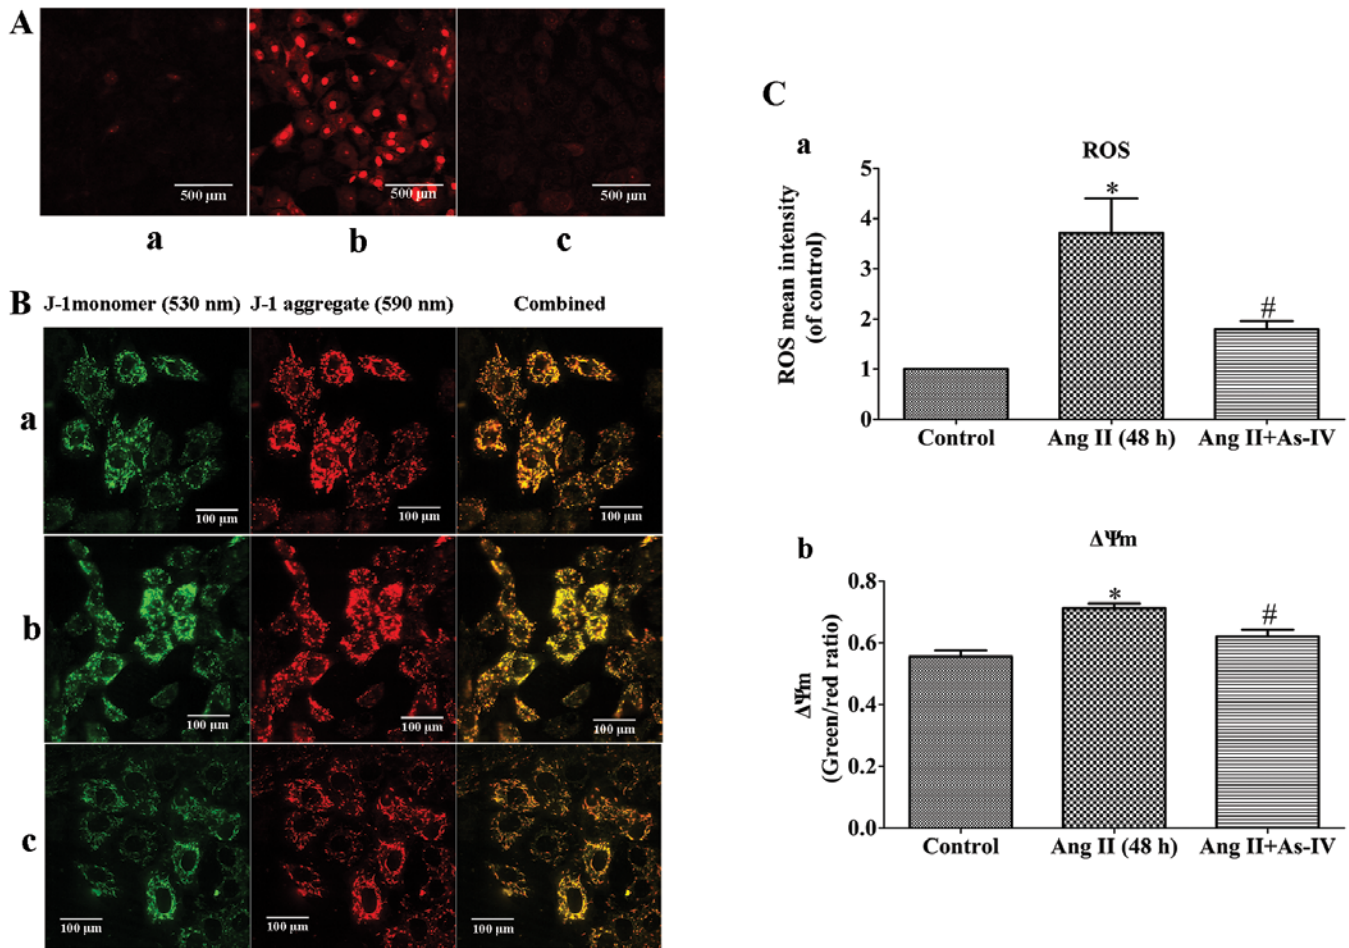 A
500 μm
500 μm
500 μm
a
b
c
B
J-1monomer (530 nm)
J-1 aggregate (590 nm)
Combined
a
100 μm
100 μm
100 μm
b
100 μm
100 μm
100 μm
c
100 μm
100 μm
100 μm
C
a
ROS
ROS mean intensity
(of control)
5
4
3
2
1
0
*
#
Control
Ang II (48 h)
Ang II+As-IV
b
ΔΨm
ΔΨm
(Green/red ratio)
0.8
0.6
0.4
0.2
0.0
*
#
Control
Ang II (48 h)
Ang II+As-IV